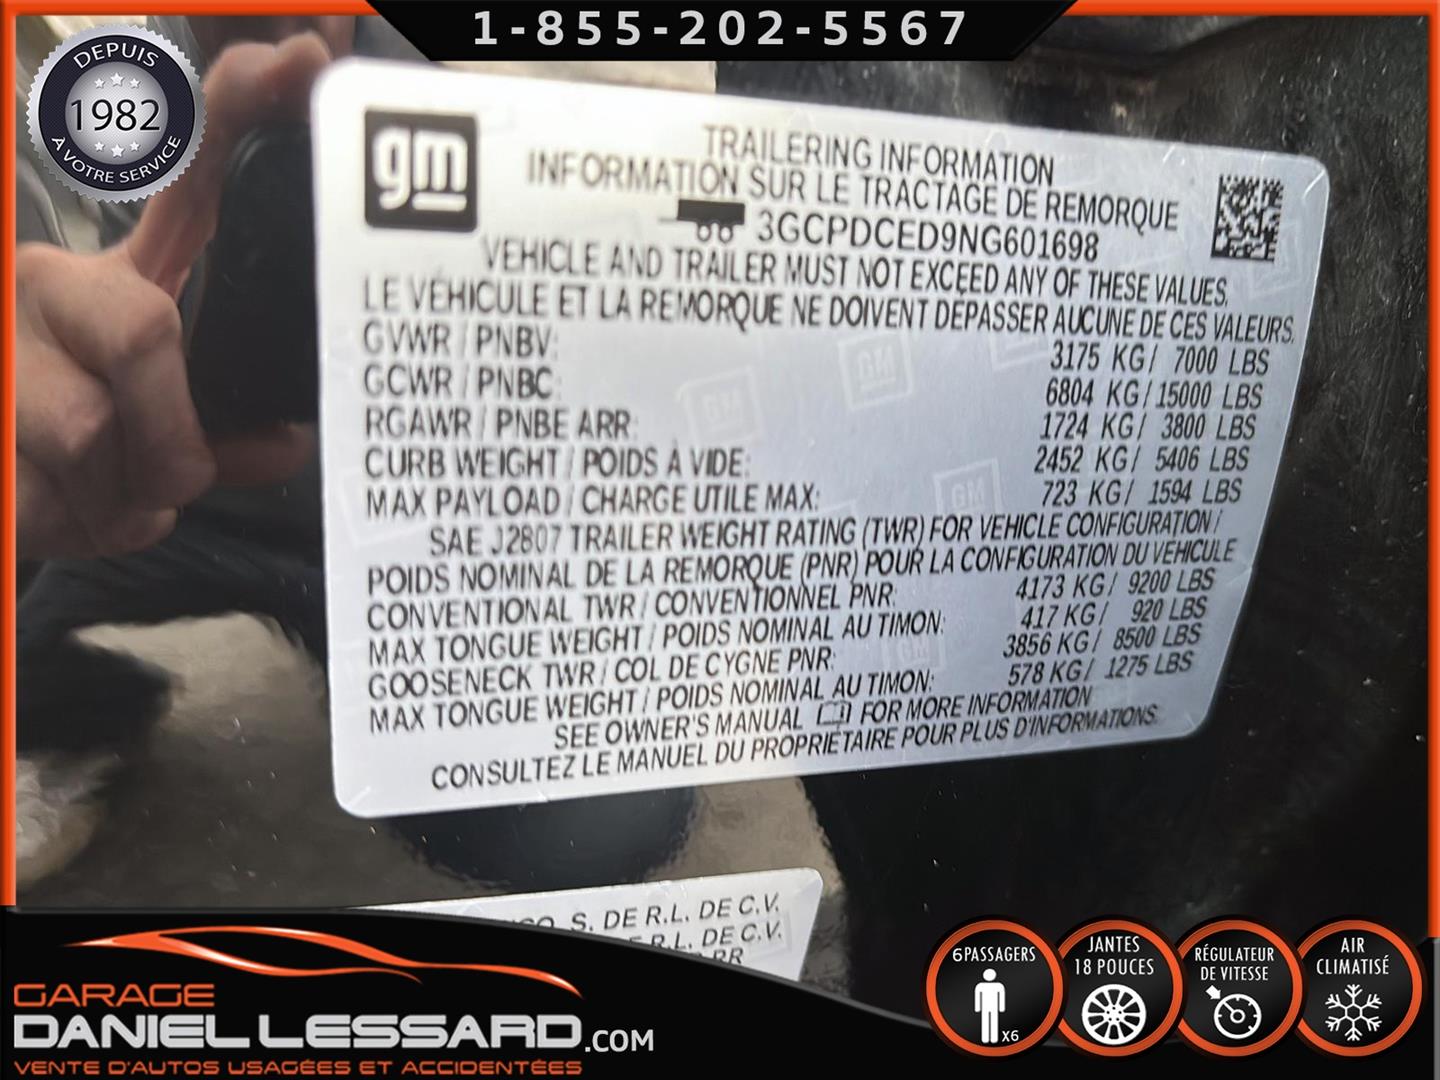 1-855-202-5567
DEPUIS
1982
À VOTRE SERVICE
gm
TRAILERING INFORMATION
INFORMATION SUR LE TRACTAGE DE REMORQUE
3GCPDCED9NG601698
VEHICLE AND TRAILER MUST NOT EXCEED ANY OF THESE VALUES.
LE VÉHICULE ET LA REMORQUE NE DOIVENT DÉPASSER AUCUNE DE CES VALEURS.
GVWR / PNBV: 3175 KG/ 7000 LBS
GCWR / PNBC: 6804 KG/ 15000 LBS
RGAWR / PNBE ARR: 1724 KG/ 3800 LBS
CURB WEIGHT / POIDS À VIDE: 2452 KG/ 5406 LBS
MAX PAYLOAD / CHARGE UTILE MAX: 723 KG/ 1594 LBS
SAE J2807 TRAILER WEIGHT RATING (TWR) FOR VEHICLE CONFIGURATION /
POIDS NOMINAL DE LA REMORQUE (PNR) POUR LA CONFIGURATION DU VÉHICULE
CONVENTIONAL TWR / CONVENTIONNEL PNR: 4173 KG/ 9200 LBS
MAX TONGUE WEIGHT / POIDS NOMINAL AU TIMON: 417 KG/ 920 LBS
GOOSENECK TWR / COL DE CYGNE PNR: 3856 KG/ 8500 LBS
MAX TONGUE WEIGHT / POIDS NOMINAL AU TIMON: 578 KG/ 1275 LBS
SEE OWNER'S MANUAL FOR MORE INFORMATION
CONSULTEZ LE MANUEL DU PROPRIÉTAIRE POUR PLUS D'INFORMATIONS.
S. DE R.L. DE C.V.
R.L. DE C.V.
GARAGE
DANIEL LESSARD.COM
VENTE D'AUTOS USAGÉES ET ACCIDENTÉES
6 PASSAGERS
X6
JANTES
18 POUCES
RÉGULATEUR
DE VITESSE
AIR
CLIMATISÉ